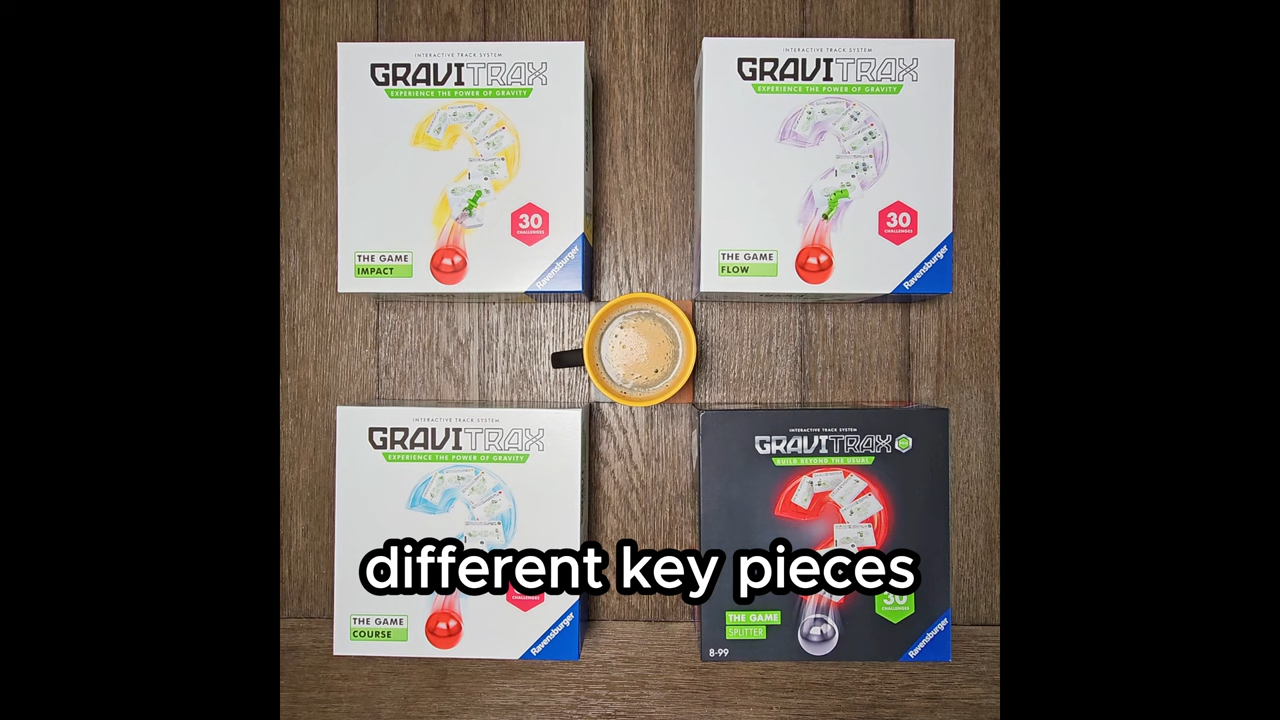 INTERACTIVE TRACK SYSTEM
GRAVITRAX
EXPERIENCE THE POWER OF GRAVITY
30
CHALLENGES
THE GAME
IMPACT
Ravensburger
INTERACTIVE TRACK SYSTEM
GRAVITRAX
EXPERIENCE THE POWER OF GRAVITY
30
CHALLENGES
THE GAME
FLOW
Ravensburger
INTERACTIVE TRACK SYSTEM
GRAVITRAX
EXPERIENCE THE POWER OF GRAVITY
CHALLENGES
THE GAME
COURSE
Ravensburger
INTERACTIVE TRACK SYSTEM
GRAVITRAX
BUILD BEYOND THE USUAL
30
CHALLENGES
THE GAME
SPLITTER
8-99
Ravensburger
different key pieces